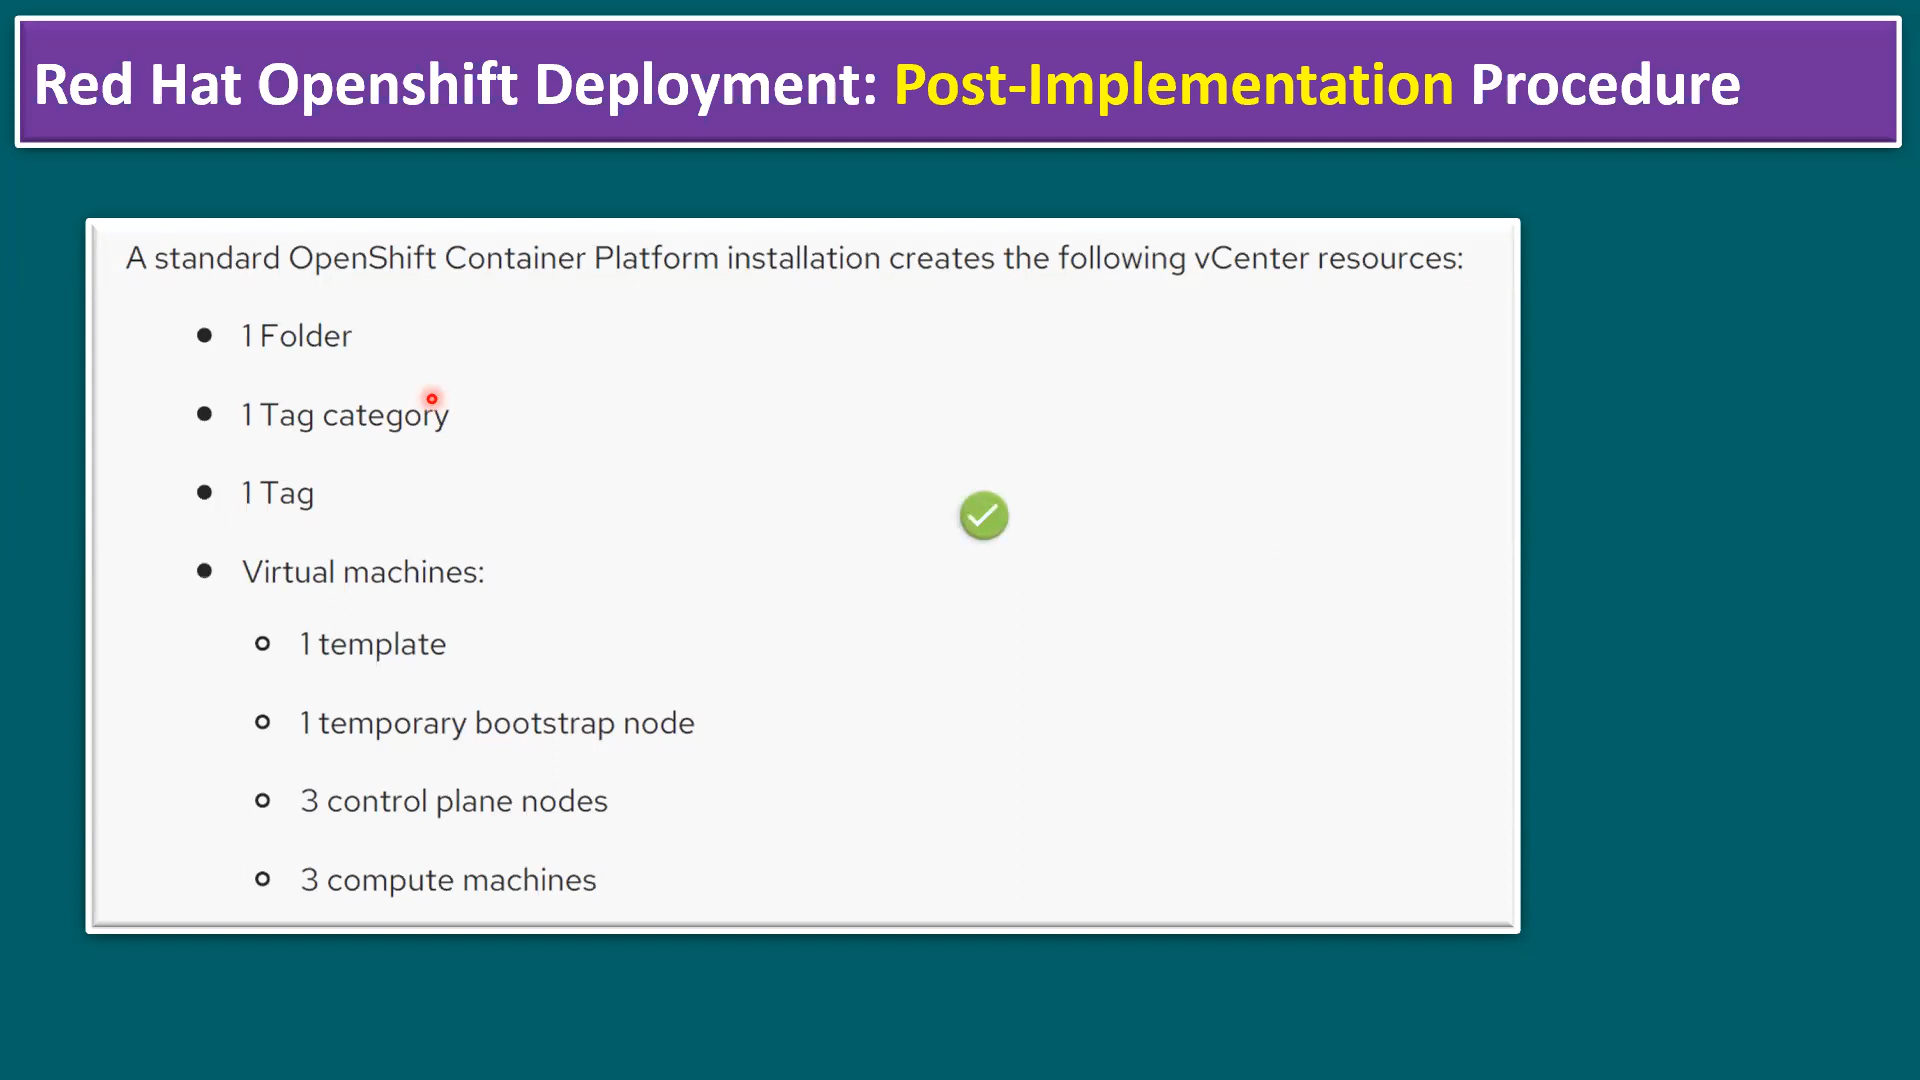 Red Hat Openshift Deployment: Post-Implementation Procedure
A standard OpenShift Container Platform installation creates the following vCenter resources:
1 Folder
1 Tag category
1 Tag
Virtual machines:
1 template
1 temporary bootstrap node
3 control plane nodes
3 compute machines